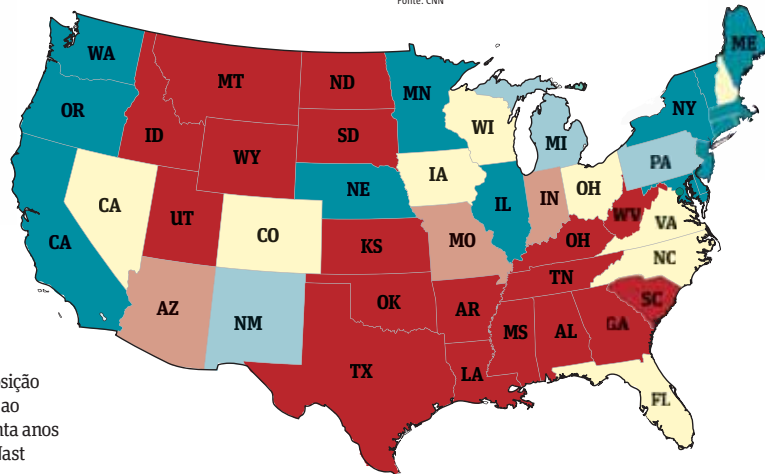 Fonte: CNN
WA
ME
MT
ND
MN
OR
NY
ID
SD
WI
MI
WY
PA
NE
IA
CA
IL
IN
OH
UT
CO
WV
VA
CA
KS
MO
OH
NC
TN
AZ
NM
OK
AR
SC
MS
AL
GA
TX
LA
sição
ao
nta anos
Nast
FL